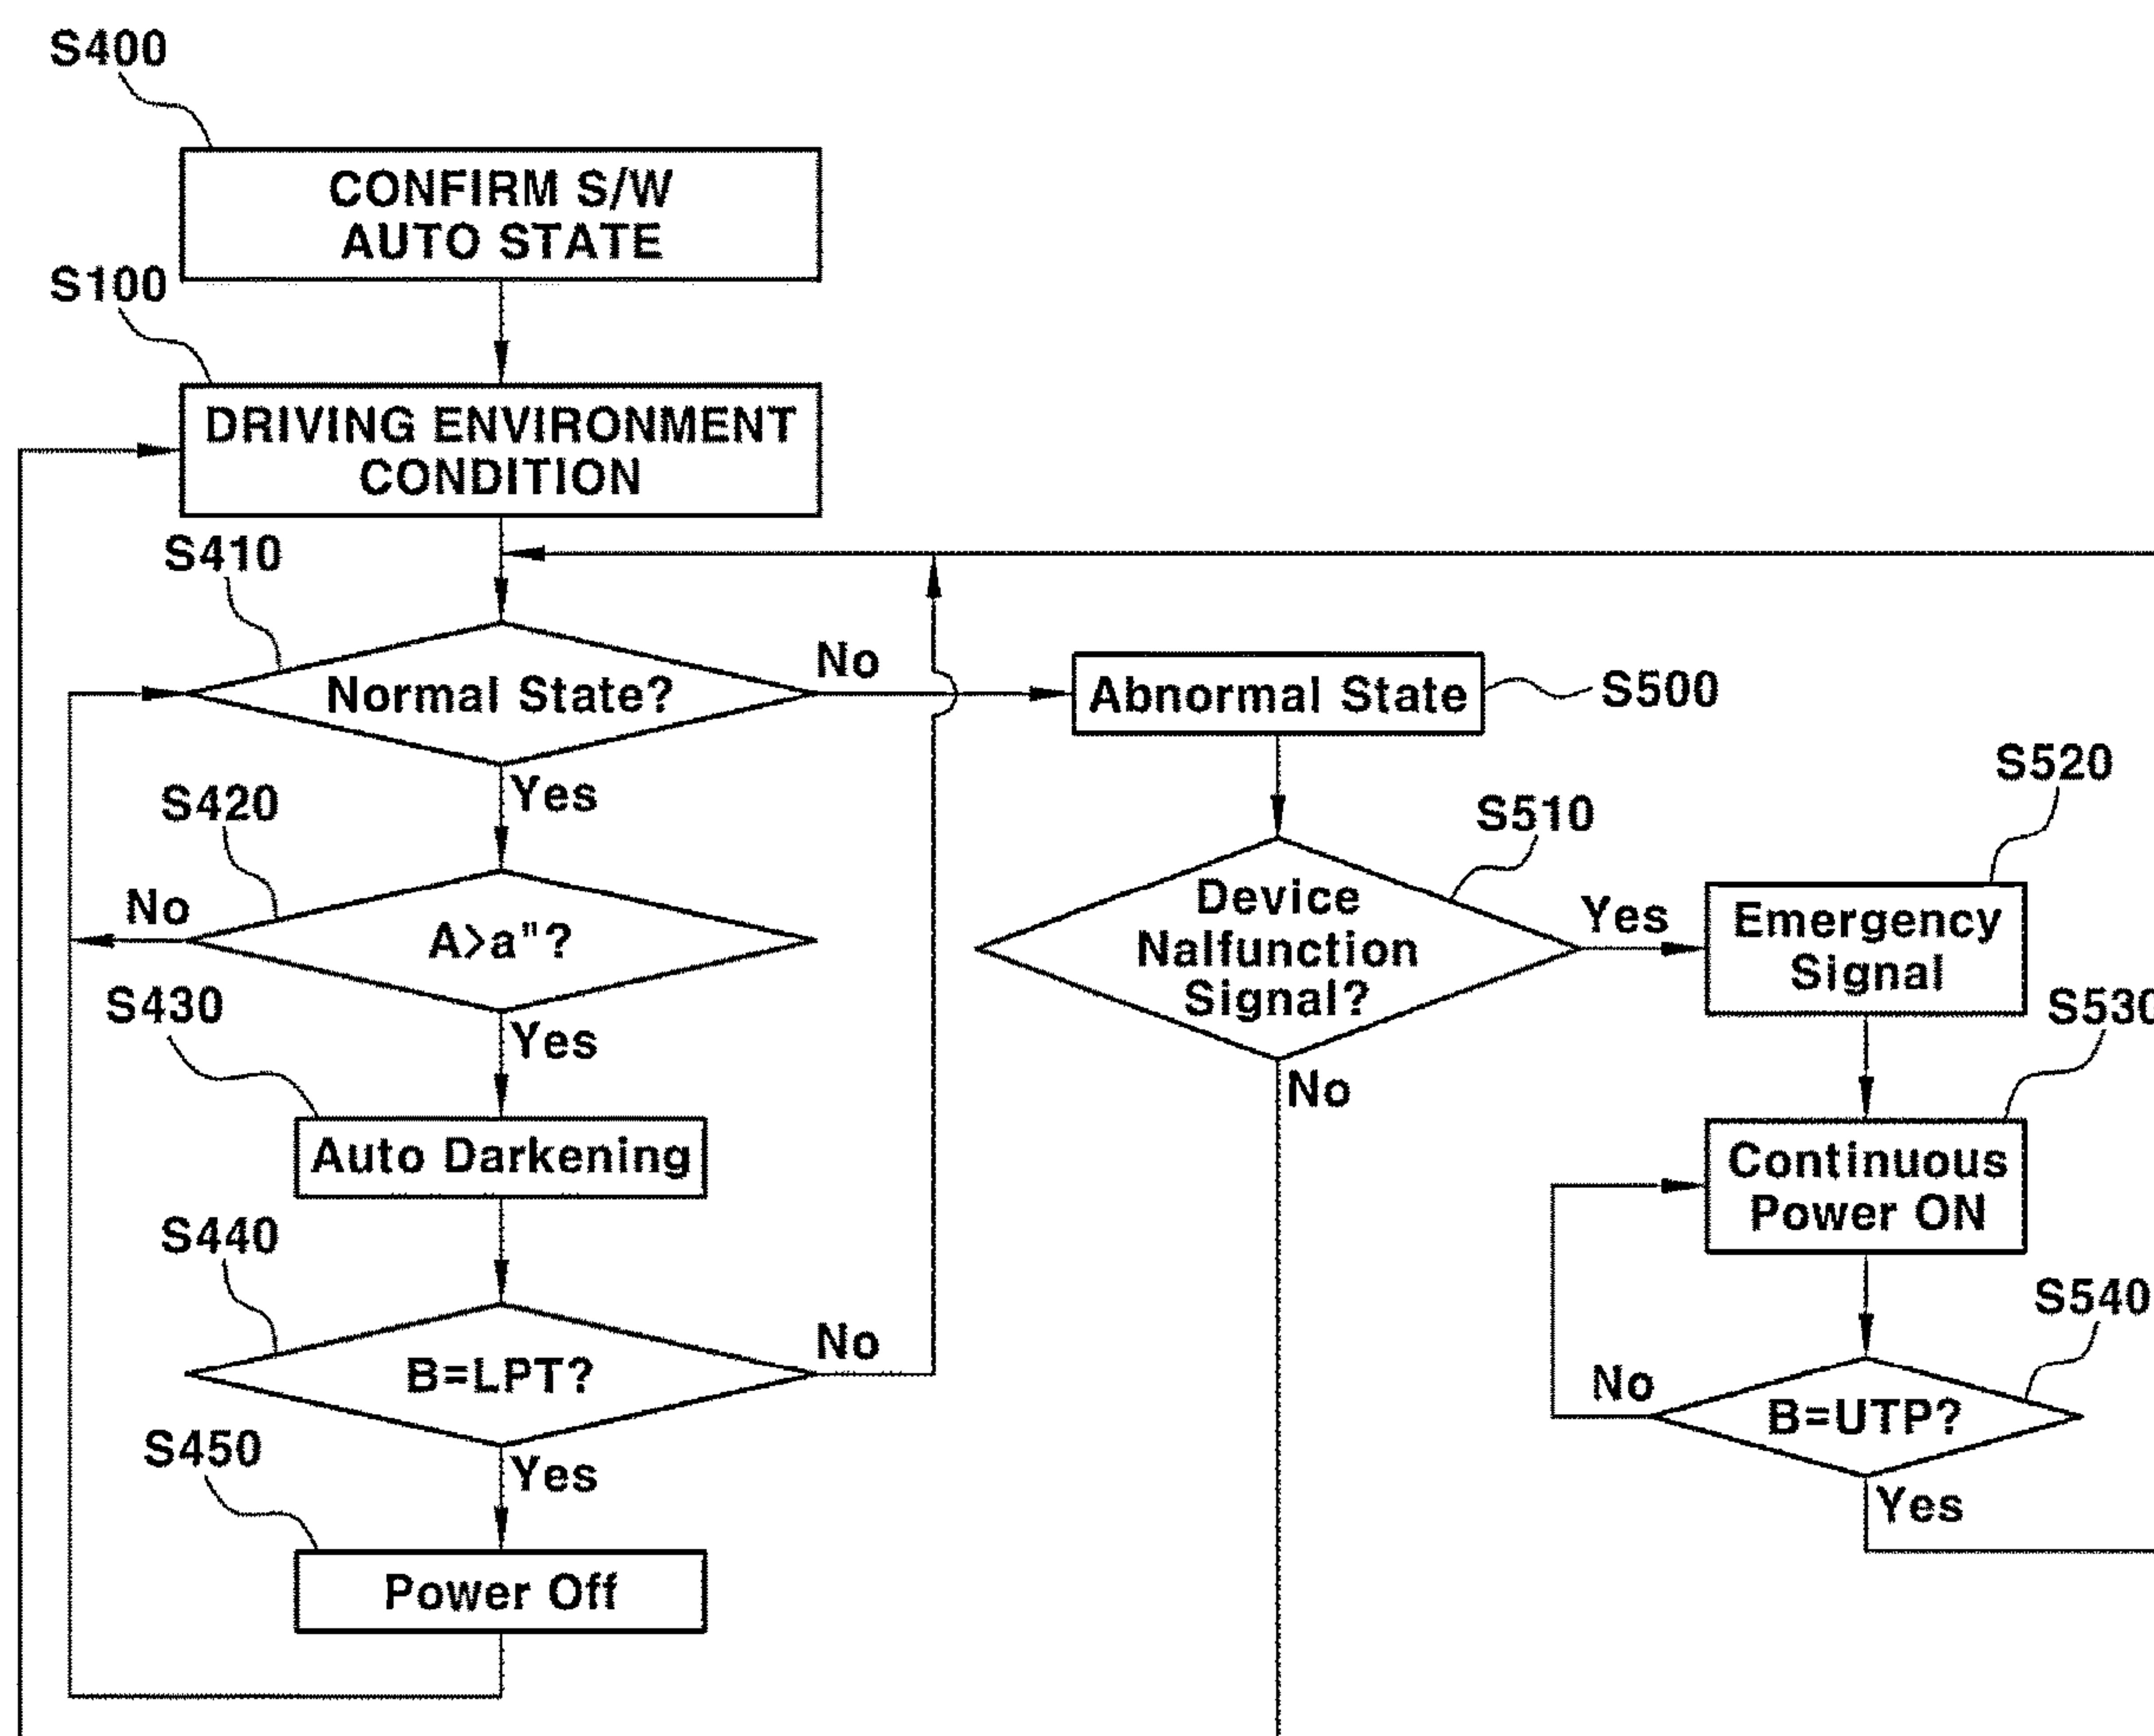 S400
CONFIRM S/W
AUTO STATE
S100
DRIVING ENVIRONMENT
CONDITION
S410
Normal State?
No
Yes
Abnormal State
S500
S420
A>a"?
No
Yes
S510
Device
Nalfunction
Signal?
Yes
No
S520
Emergency
Signal
S430
Auto Darkening
S530
Continuous
Power ON
S440
B=LPT?
No
Yes
S540
B=UTP?
No
Yes
S450
Power Off